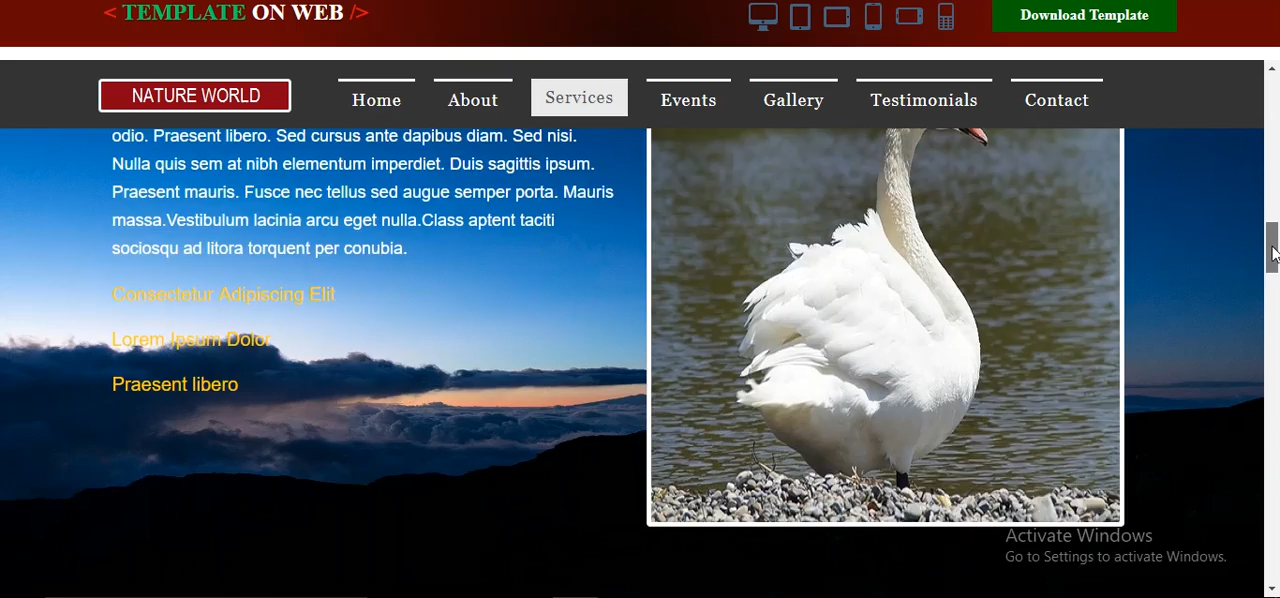 < TEMPLATE ON WEB />
Download Template
NATURE WORLD
Home
About
Services
Events
Gallery
Testimonials
Contact
odio. Praesent libero. Sed cursus ante dapibus diam. Sed nisi.
Nulla quis sem at nibh elementum imperdiet. Duis sagittis ipsum.
Praesent mauris. Fusce nec tellus sed augue semper porta. Mauris
massa.Vestibulum lacinia arcu eget nulla.Class aptent taciti
sociosqu ad litora torquent per conubia.
Consectetur Adipiscing Elit
Lorem Ipsum Dolor
Praesent libero
Activate Windows
Go to Settings to activate Windows.